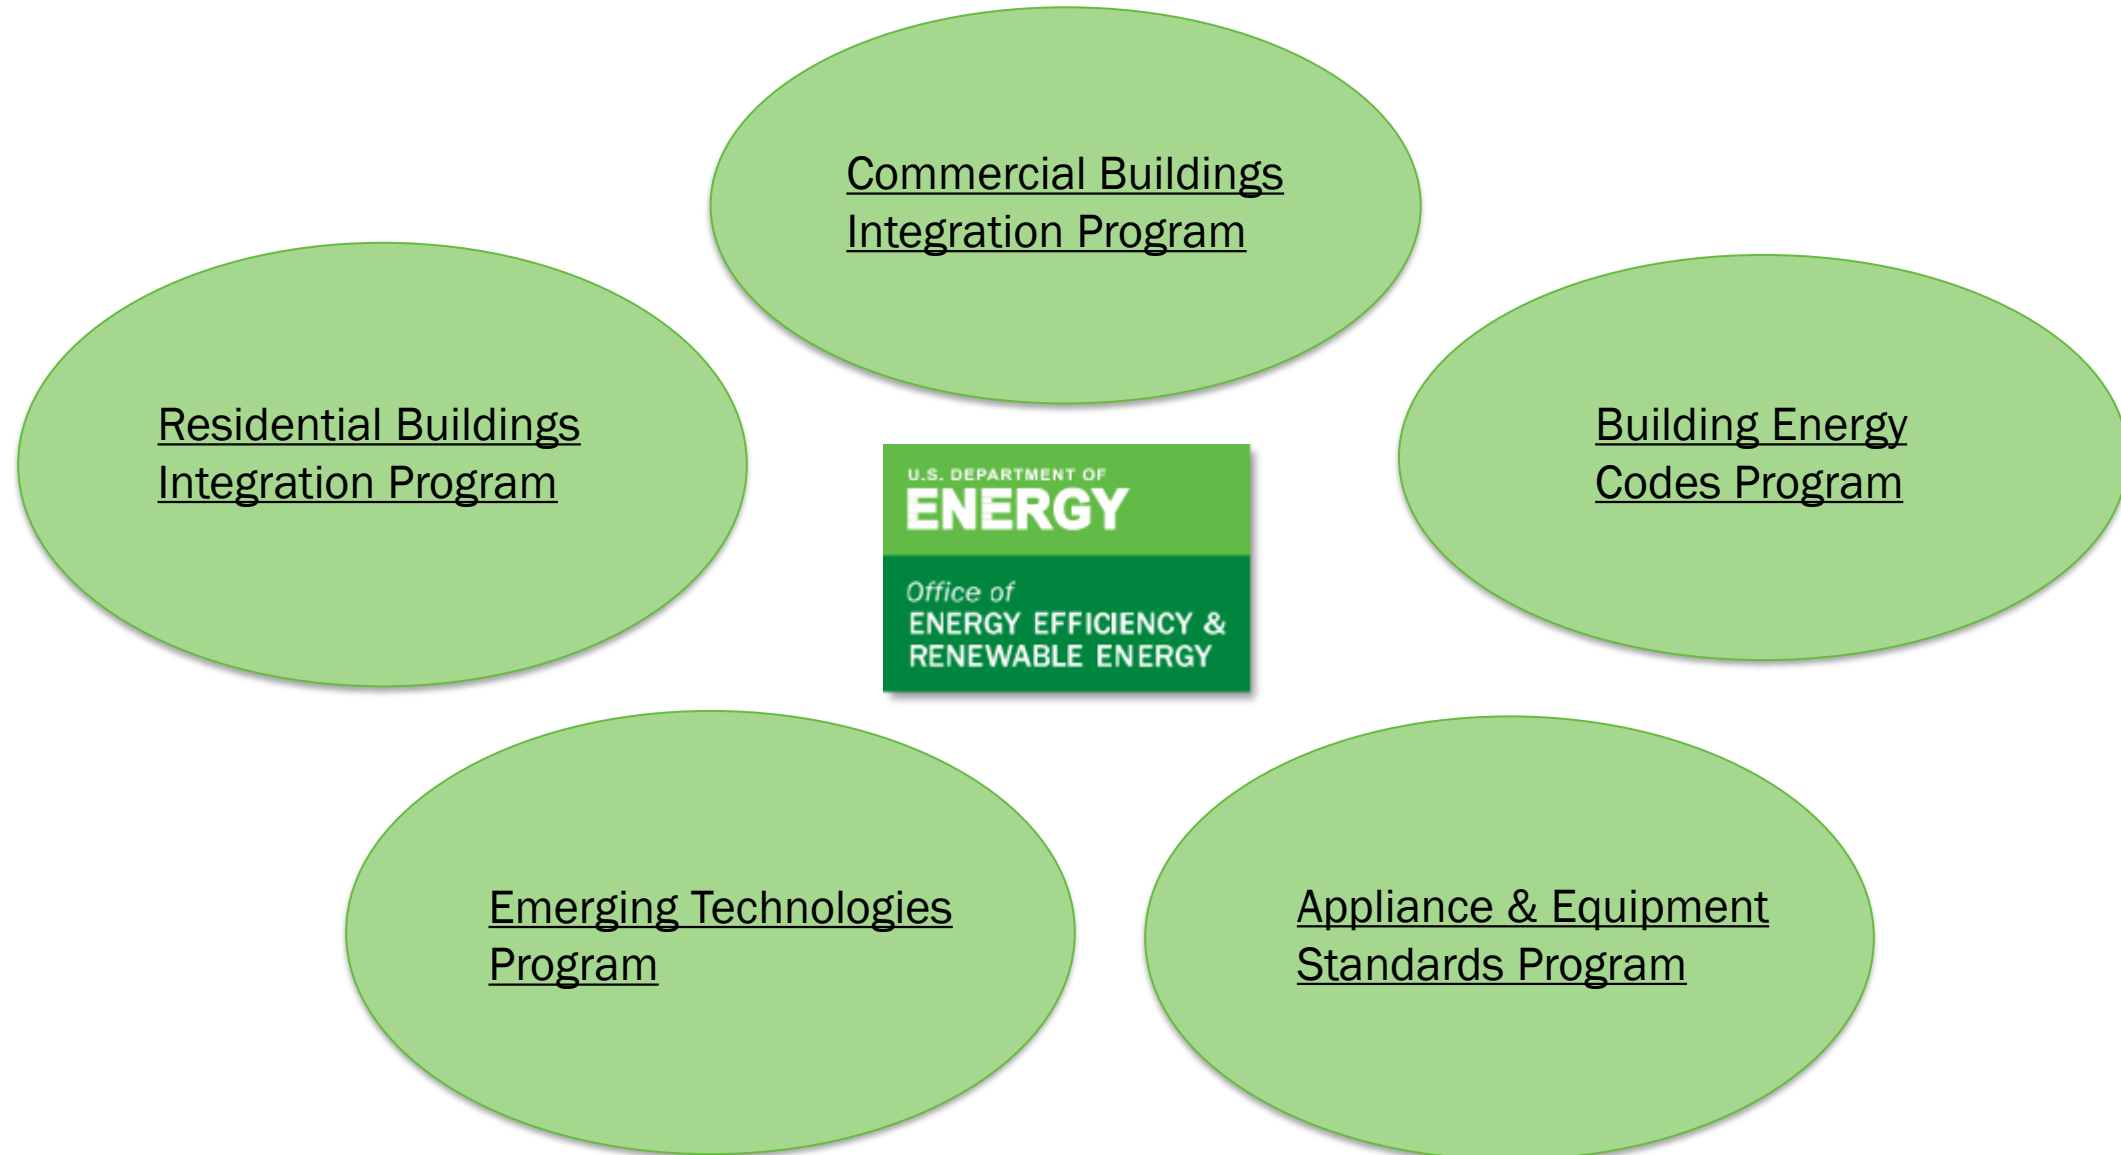 Commercial Buildings
Integration Program
Residential Buildings
Integration Program
Building Energy
Codes Program
U.S. DEPARTMENT OF
ENERGY
Office of
ENERGY EFFICIENCY &
RENEWABLE ENERGY
Emerging Technologies
Program
Appliance & Equipment
Standards Program